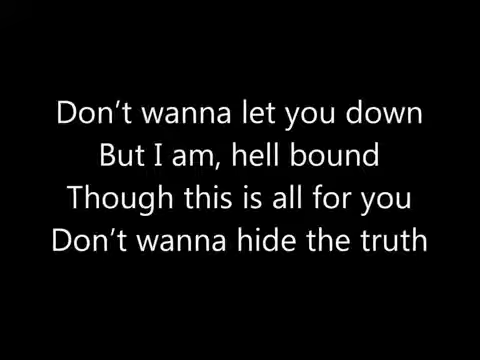 Don’t wanna let you down
But I am, hell bound
Though this is all for you
Don’t wanna hide the truth